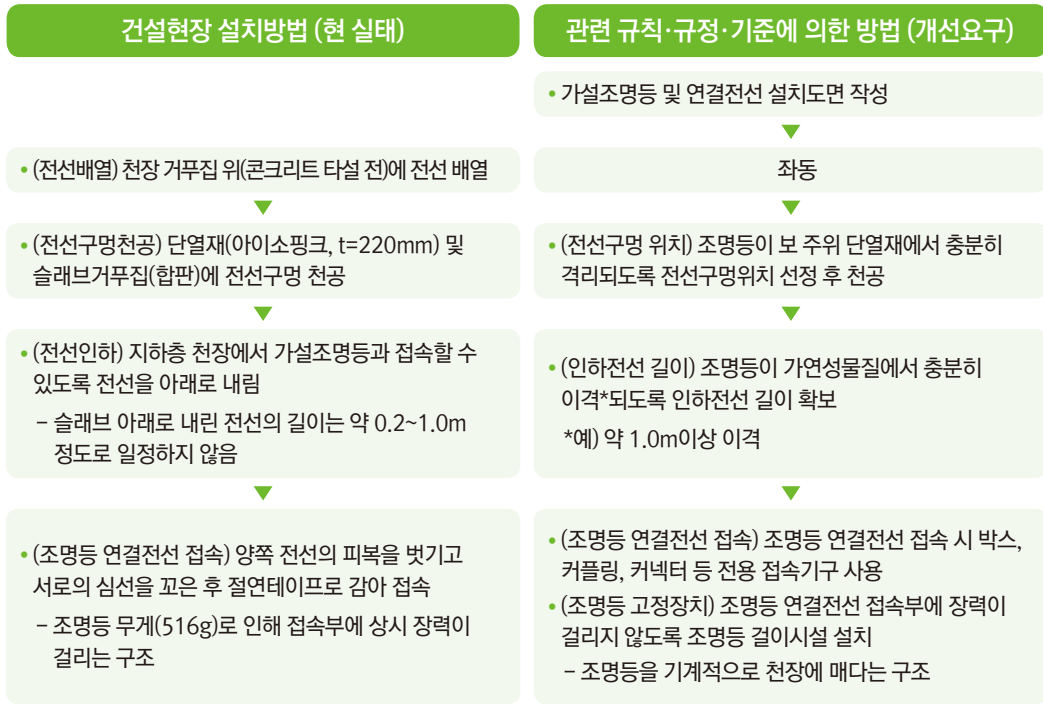 건설현장 설치방법 (현 실태)
• (전선배열) 천장 거푸집 위(콘크리트 타설 전)에 전선 배열
• (전선구멍천공) 단열재(아이소핑크, t=220mm) 및
슬래브거푸집(합판)에 전선구멍 천공
• (전선인하) 지하층 천장에서 가설조명등과 접속할 수
있도록 전선을 아래로 내림
– 슬래브 아래로 내린 전선의 길이는 약 0.2~1.0m
정도로 일정하지 않음
• (조명등 연결전선 접속) 양쪽 전선의 피복을 벗기고
서로의 심선을 꼬은 후 절연테이프로 감아 접속
– 조명등 무게(516g)로 인해 접속부에 상시 장력이
걸리는 구조
관련 규칙·규정·기준에 의한 방법 (개선요구)
• 가설조명등 및 연결전선 설치도면 작성
좌동
• (전선구멍 위치) 조명등이 보 주위 단열재에서 충분히
격리되도록 전선구멍위치 선정 후 천공
• (인하전선 길이) 조명등이 가연성물질에서 충분히
이격*되도록 인하전선 길이 확보
*예) 약 1.0m이상 이격
• (조명등 연결전선 접속) 조명등 연결전선 접속 시 박스,
커플링, 커넥터 등 전용 접속기구 사용
• (조명등 고정장치) 조명등 연결전선 접속부에 장력이
걸리지 않도록 조명등 걸이시설 설치
– 조명등을 기계적으로 천장에 매다는 구조